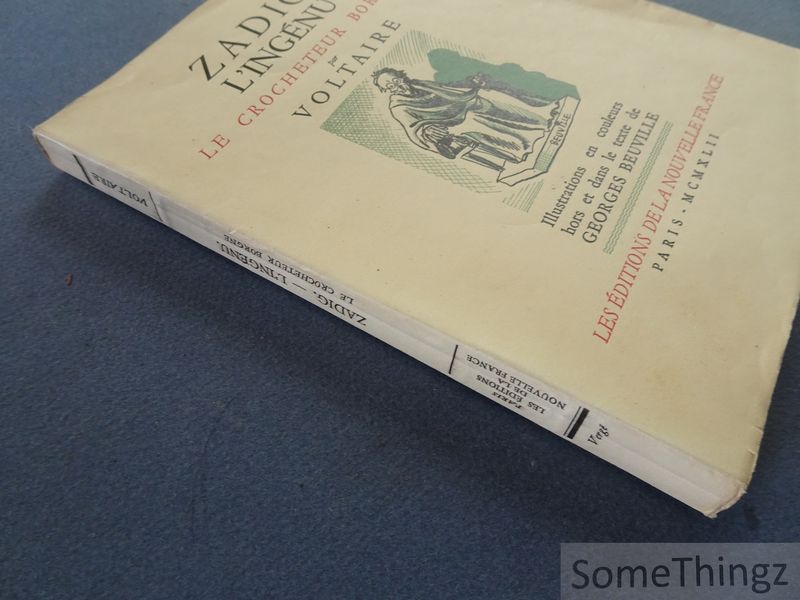 ZADIG
L'INGÉNU
LE CROCHETEUR BOR
par
VOLTAIRE
BEUVILLE
Illustrations en couleurs
hors et dans le texte de
GEORGES BEUVILLE
LES ÉDITIONS DE LA NOUVELLE FRANCE
PARIS - MCMXLII
VOLTAIRE
ZADIG. — L'INGÉNU.
LE CROCHETEUR BORGNE
PARIS
LES ÉDITIONS
DE LA
NOUVELLE FRANCE
Vergé
SomeThingz